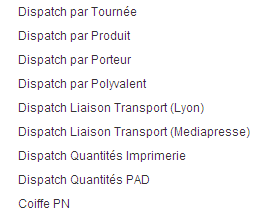 Dispatch par Tournée
Dispatch par Produit
Dispatch par Porteur
Dispatch par Polyvalent
Dispatch Liaison Transport (Lyon)
Dispatch Liaison Transport (Mediapresse)
Dispatch Quantités Imprimerie
Dispatch Quantités PAD
Coiffe PN